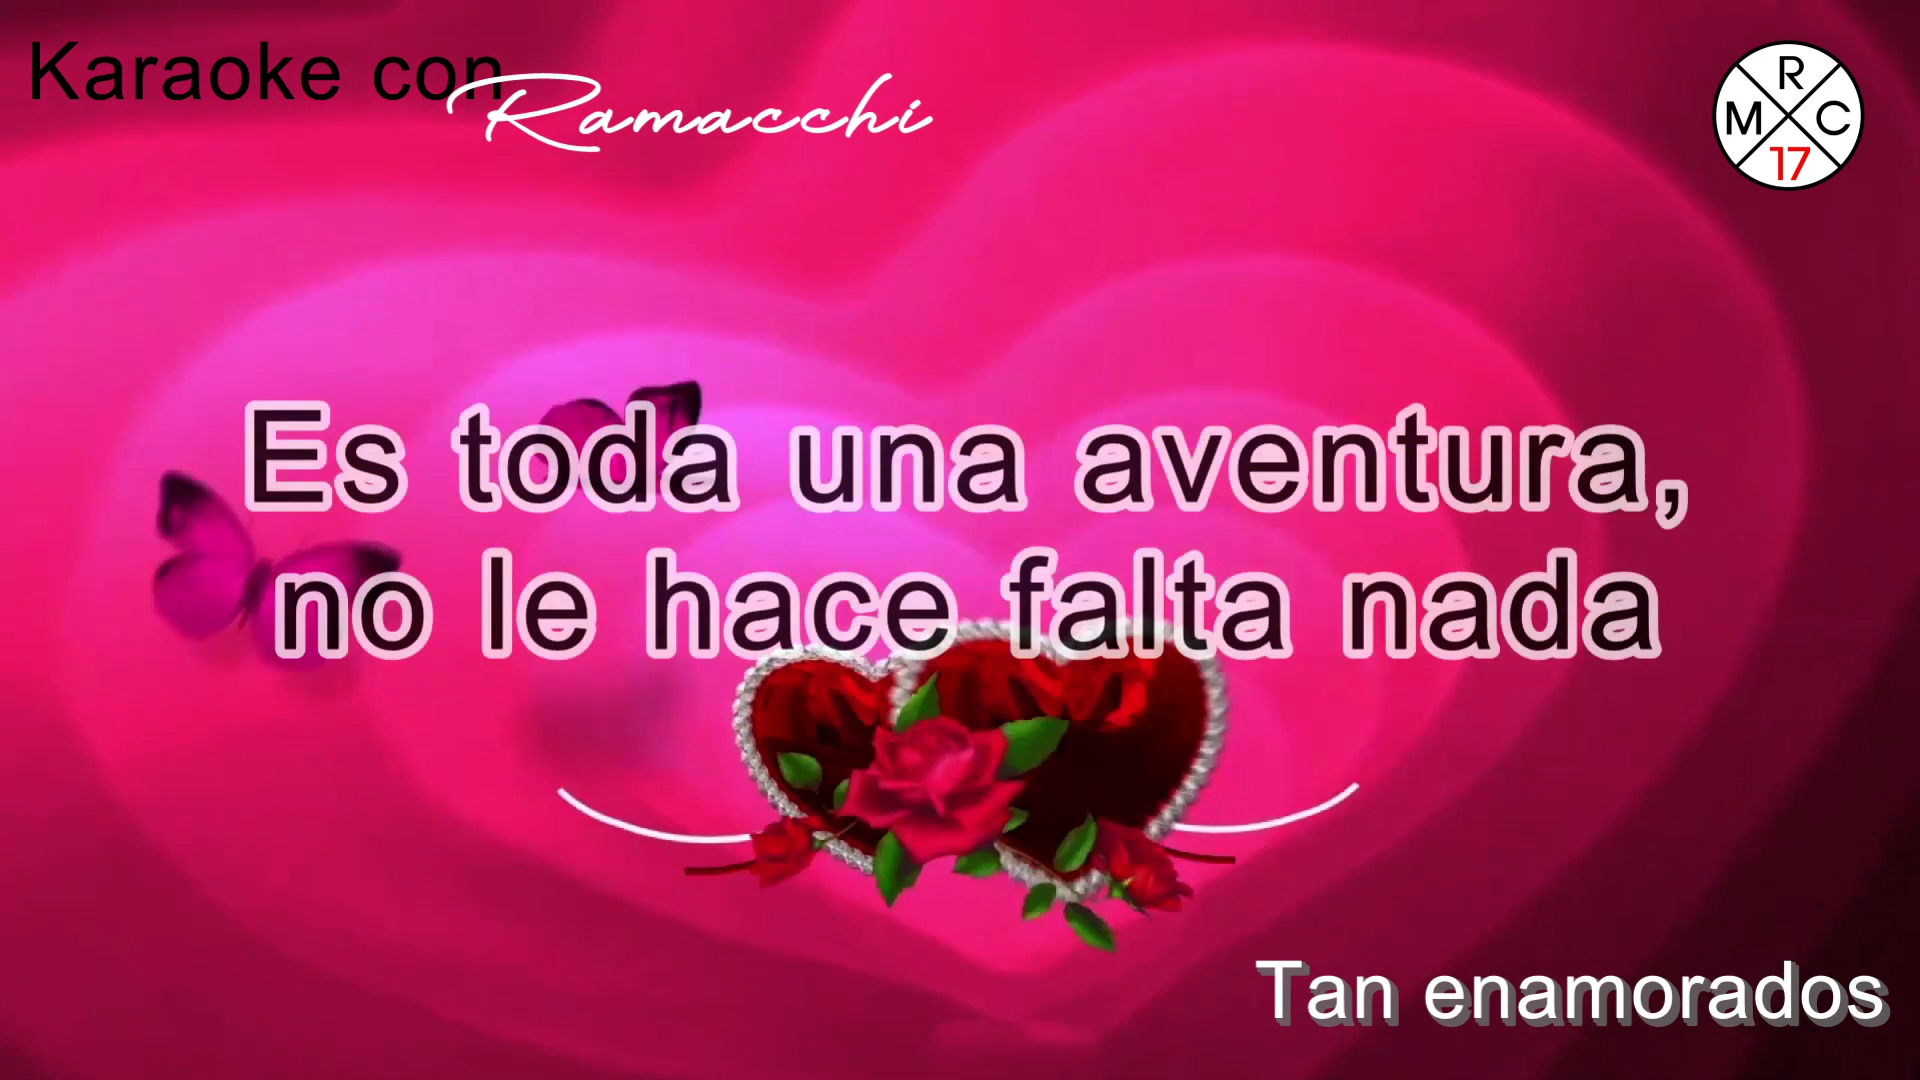 Karaoke con Ramacchi
R
M C
17
Es toda una aventura,
no le hace falta nada
Tan enamorados